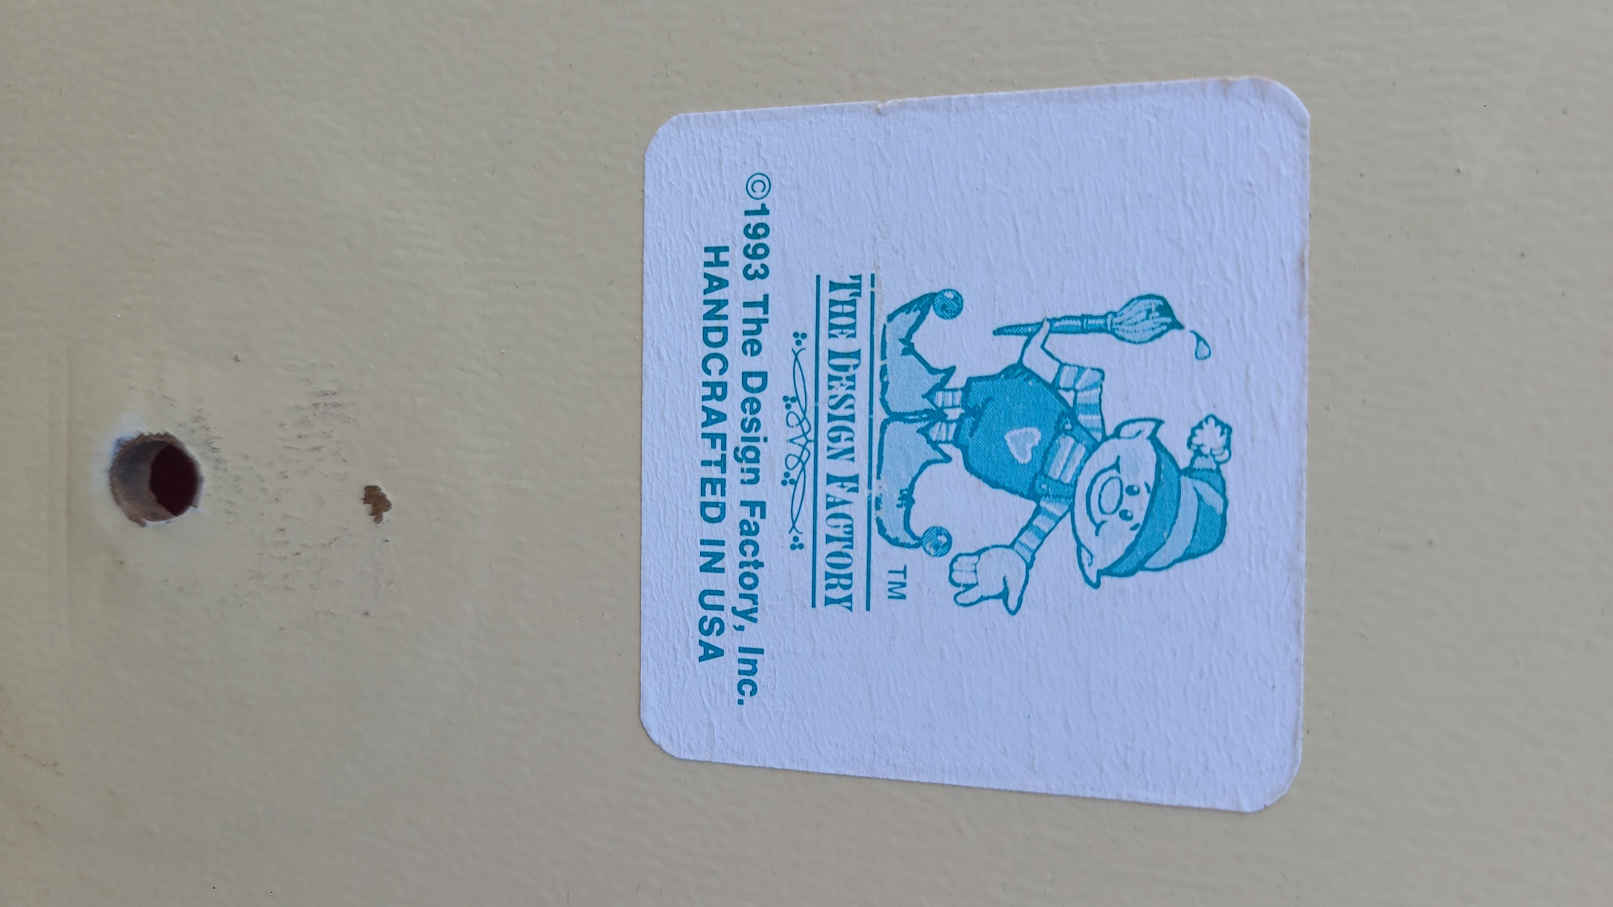 TM
THE DESIGN FACTORY
©1993 The Design Factory, Inc.
HANDCRAFTED IN USA